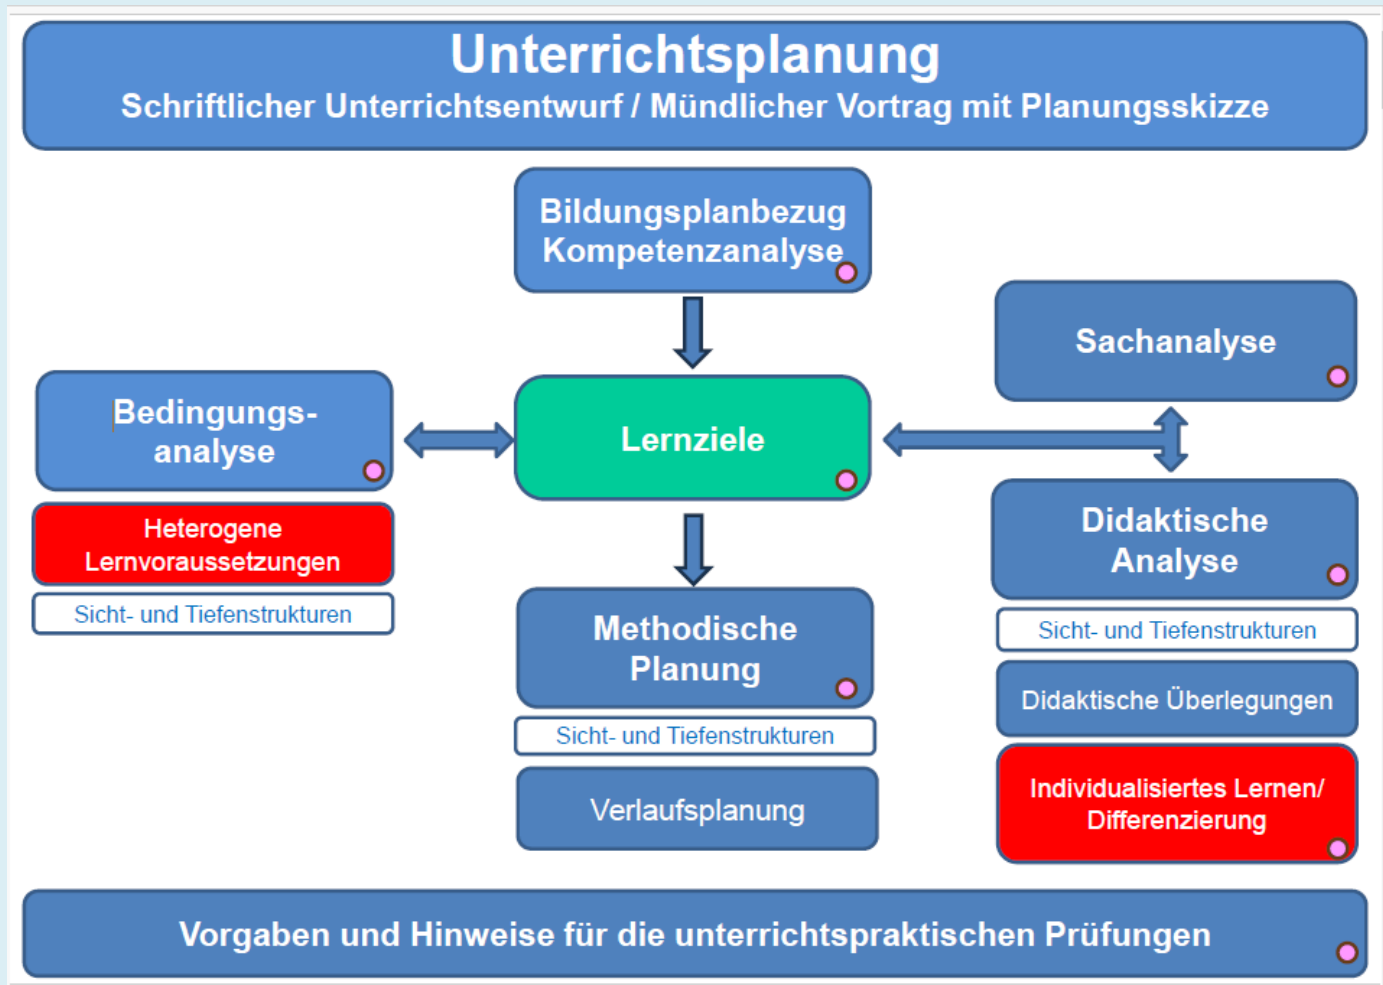 Unterrichtsplanung
Schriftlicher Unterrichtsentwurf / Mündlicher Vortrag mit Planungsskizze
Bildungsplanbezug
Kompetenzanalyse
Sachanalyse
Bedingungs-
analyse
Lernziele
Heterogene
Lernvoraussetzungen
Sicht- und Tiefenstrukturen
Didaktische
Analyse
Methodische
Planung
Sicht- und Tiefenstrukturen
Didaktische Überlegungen
Sicht- und Tiefenstrukturen
Verlaufsplanung
Individualisiertes Lernen/
Differenzierung
Vorgaben und Hinweise für die unterrichtspraktischen Prüfungen